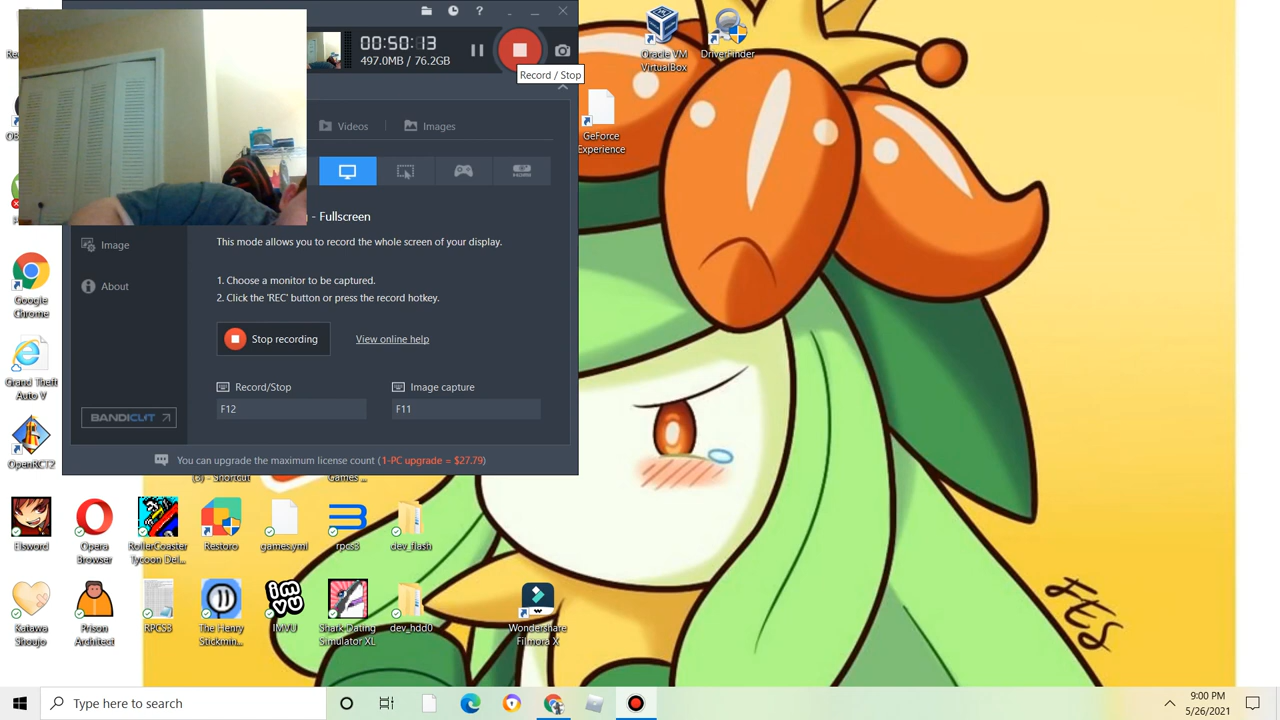 00:50:13
497.0MB / 76.2GB
Record / Stop
Videos
Images
- Fullscreen
This mode allows you to record the whole screen of your display.
1. Choose a monitor to be captured.
2. Click the 'REC' button or press the record hotkey.
Image
About
Stop recording
View online help
Record/Stop
Image capture
F12
F11
BANDICUT
You can upgrade the maximum license count (1-PC upgrade = $27.79)
Oracle VM
VirtualBox
DriverFinder
GeForce
Experience
Google
Chrome
Grand Theft
Auto V
OpenRCT2
(3) - Shortcut
Games ...
Elsword
Opera
Browser
RollerCoaster
Tycoon Del...
Restoro
games.yml
rpcs3
dev_flash
Katawa
Shoujo
Prison
Architect
RPCS3
The Henry
Stickmin...
imvu
IMVU
Shark Dating
Simulator XL
dev_hdd0
Wondershare
Filmora X
FES
Type here to search
9:00 PM
5/26/2021